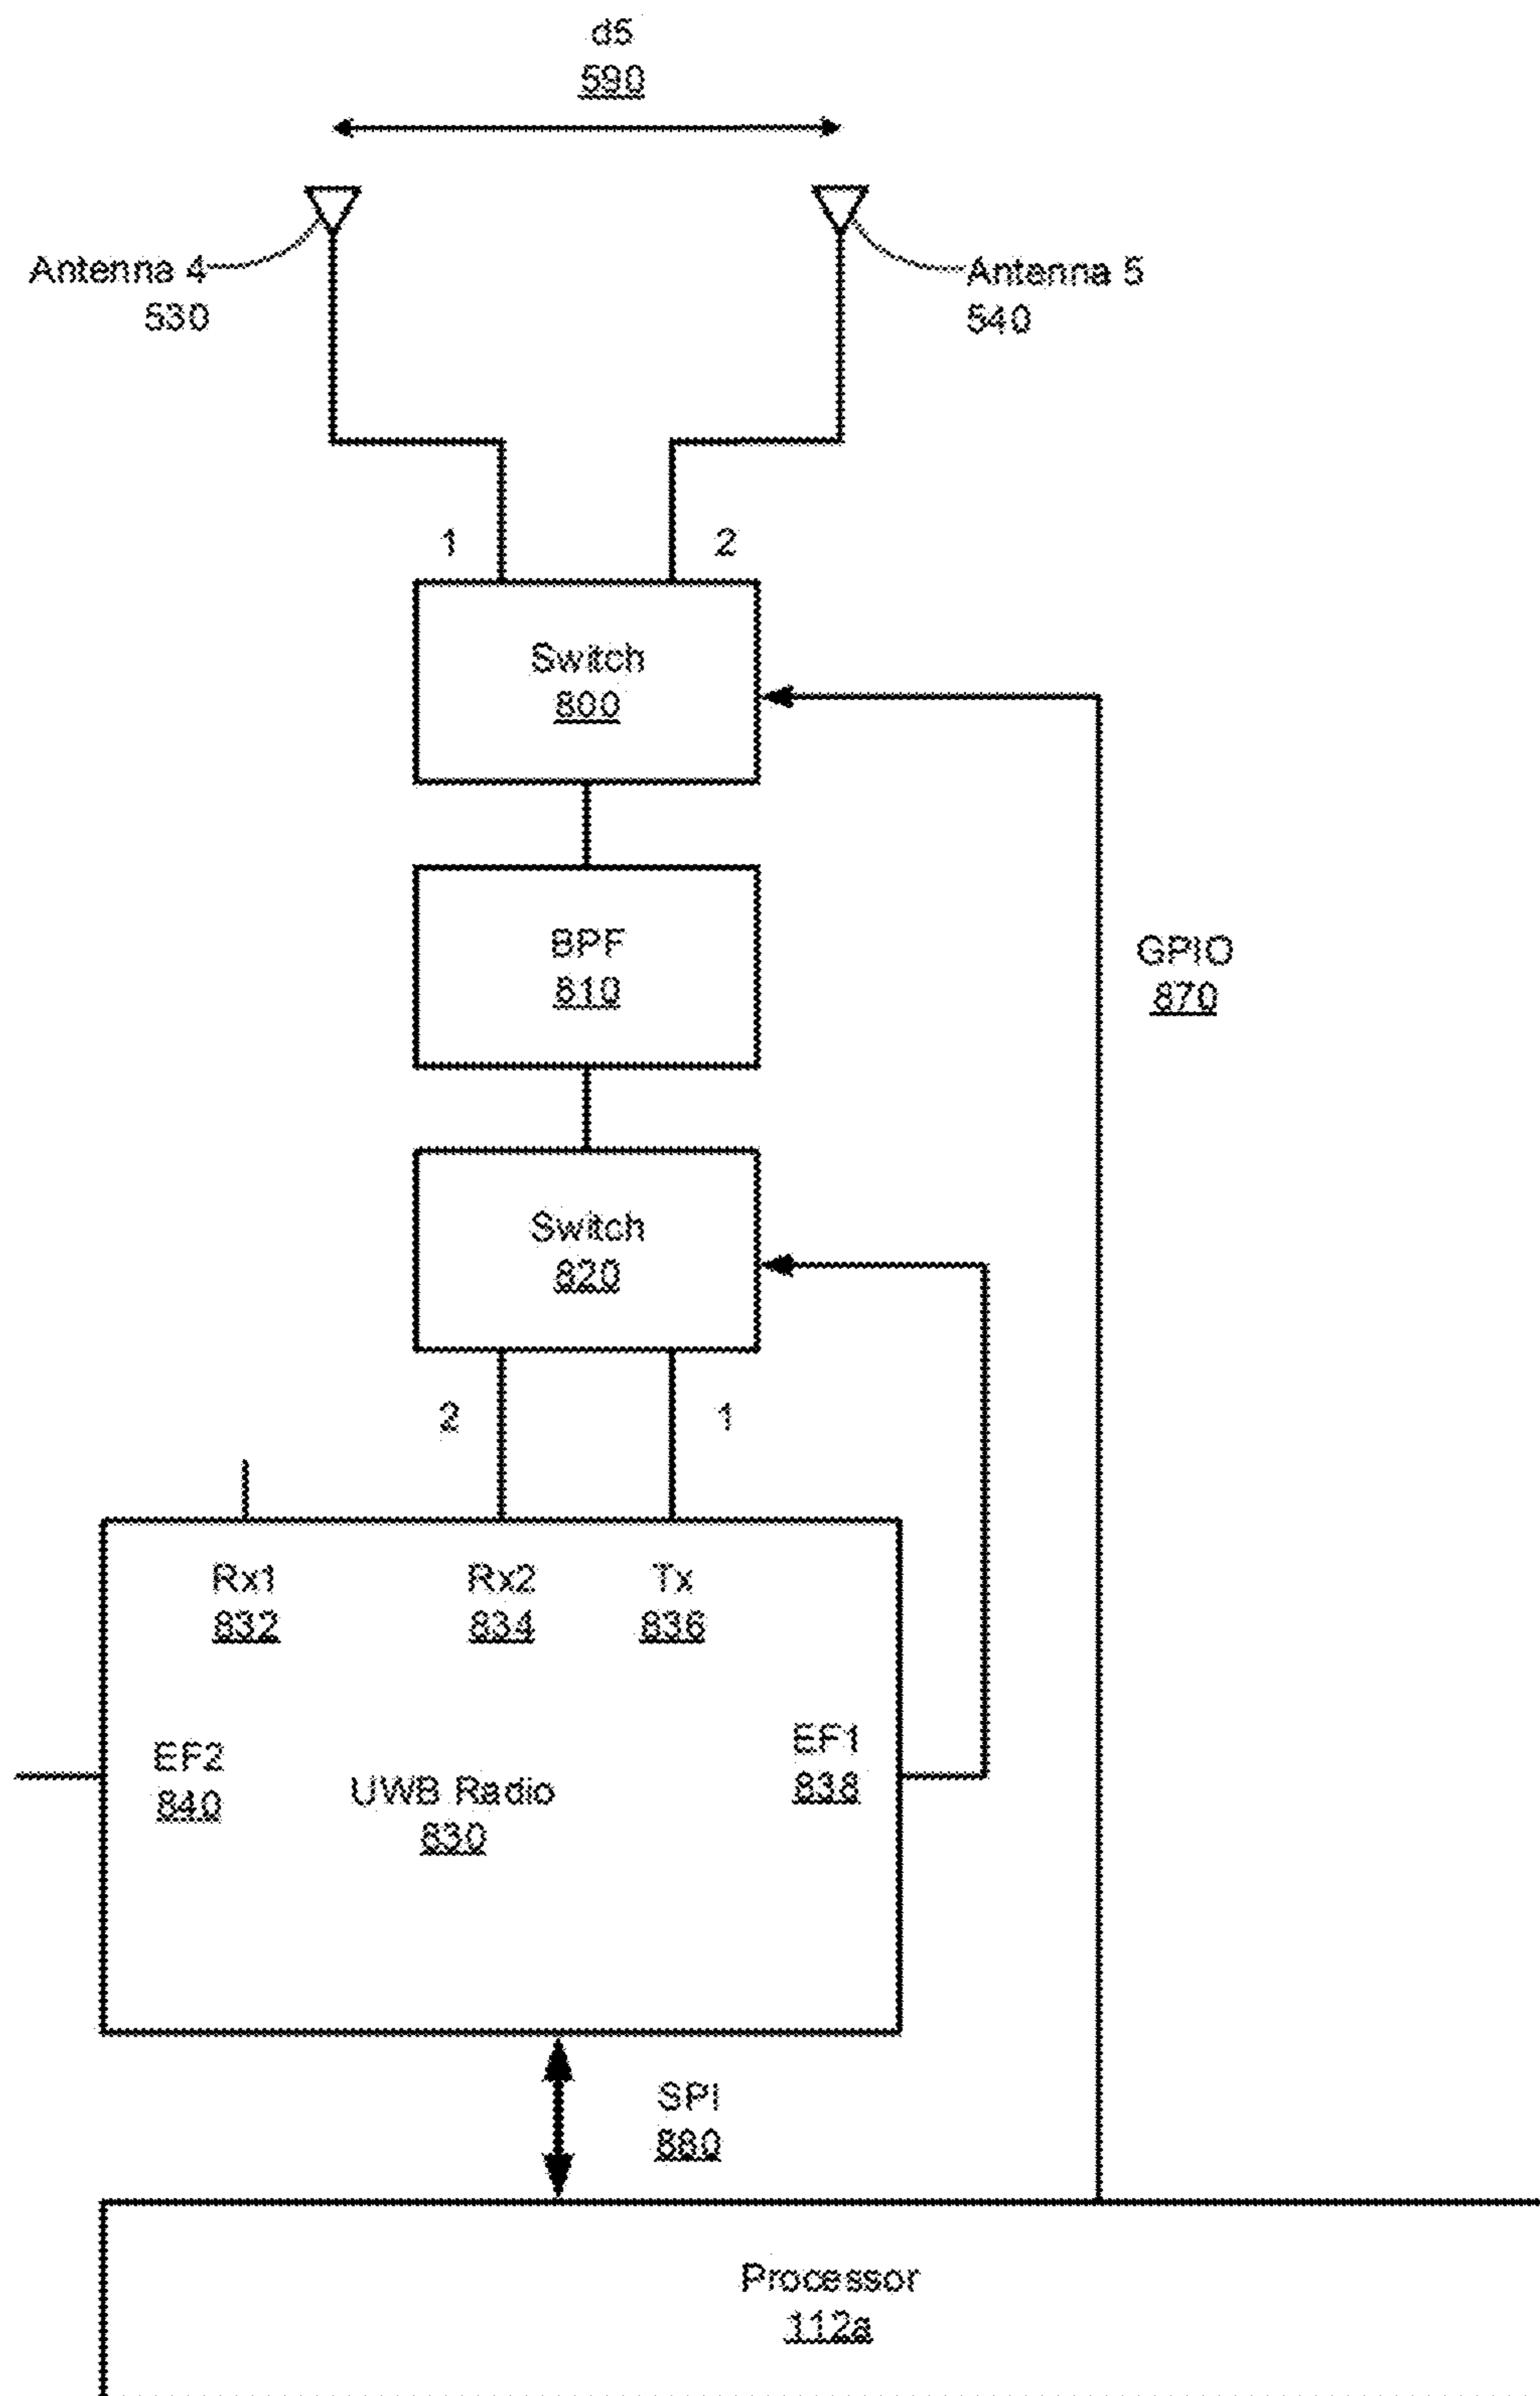 d5
590
Antenna 4
530
Antenna 5
540
1
2
Switch
800
BPF
810
GPIO
870
Switch
820
2
1
Rx1
832
Rx2
834
Tx
836
EF2
840
UWB Radio
830
EF1
838
SPI
880
Processor
112a